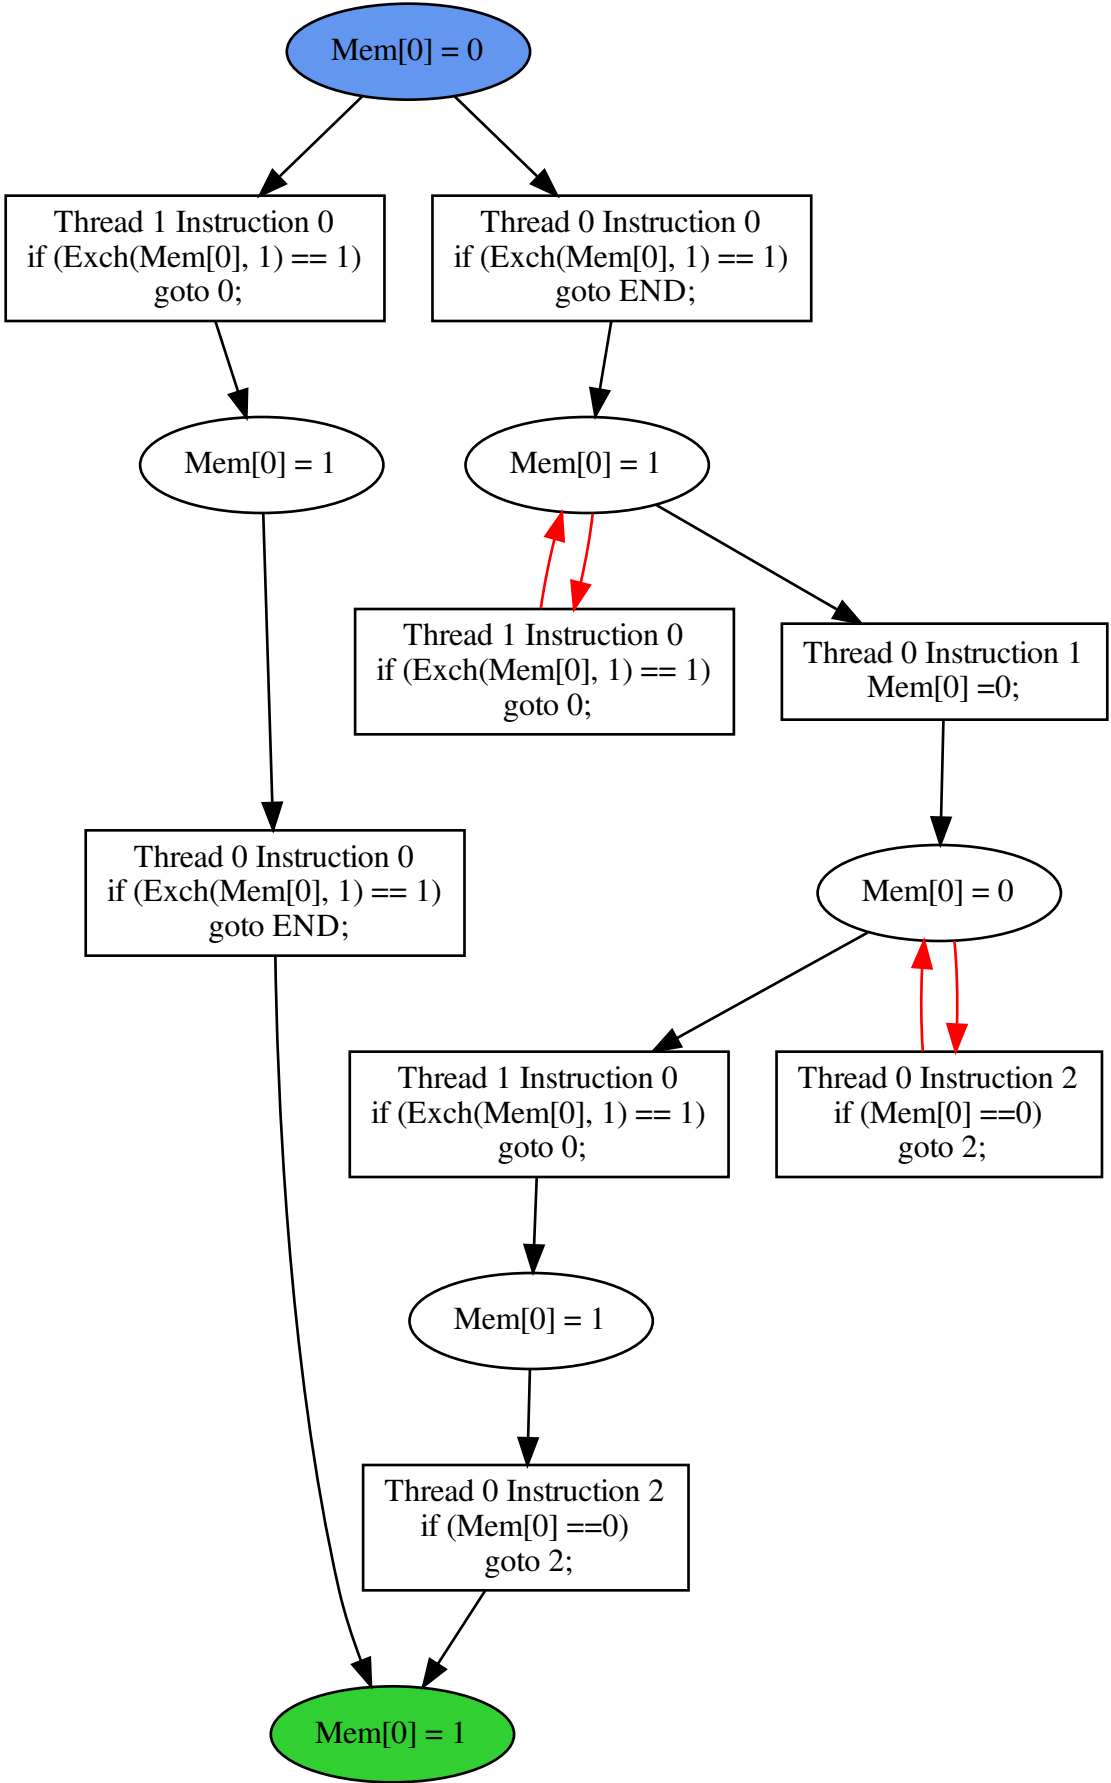 Mem[0] = 0
Thread 1 Instruction 0
if (Exch(Mem[0], 1) == 1)
goto 0;
Thread 0 Instruction 0
if (Exch(Mem[0], 1) == 1)
goto END;
Mem[0] = 1
Mem[0] = 1
Thread 1 Instruction 0
if (Exch(Mem[0], 1) == 1)
goto 0;
Thread 0 Instruction 1
Mem[0] =0;
Thread 0 Instruction 0
if (Exch(Mem[0], 1) == 1)
goto END;
Mem[0] = 0
Thread 1 Instruction 0
if (Exch(Mem[0], 1) == 1)
goto 0;
Thread 0 Instruction 2
if (Mem[0] ==0)
goto 2;
Mem[0] = 1
Thread 0 Instruction 2
if (Mem[0] ==0)
goto 2;
Mem[0] = 1